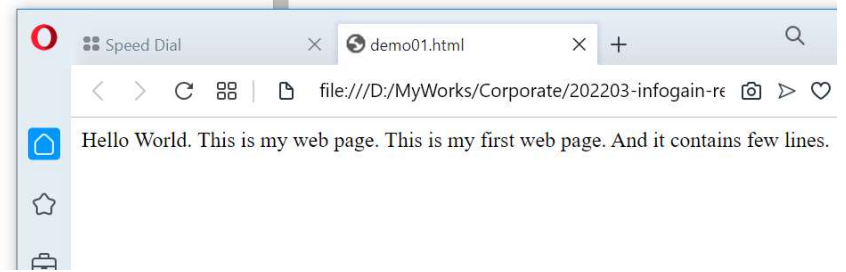 Speed Dial
demo01.html
file:///D:/MyWorks/Corporate/202203-infogain-re
Hello World. This is my web page. This is my first web page. And it contains few lines.